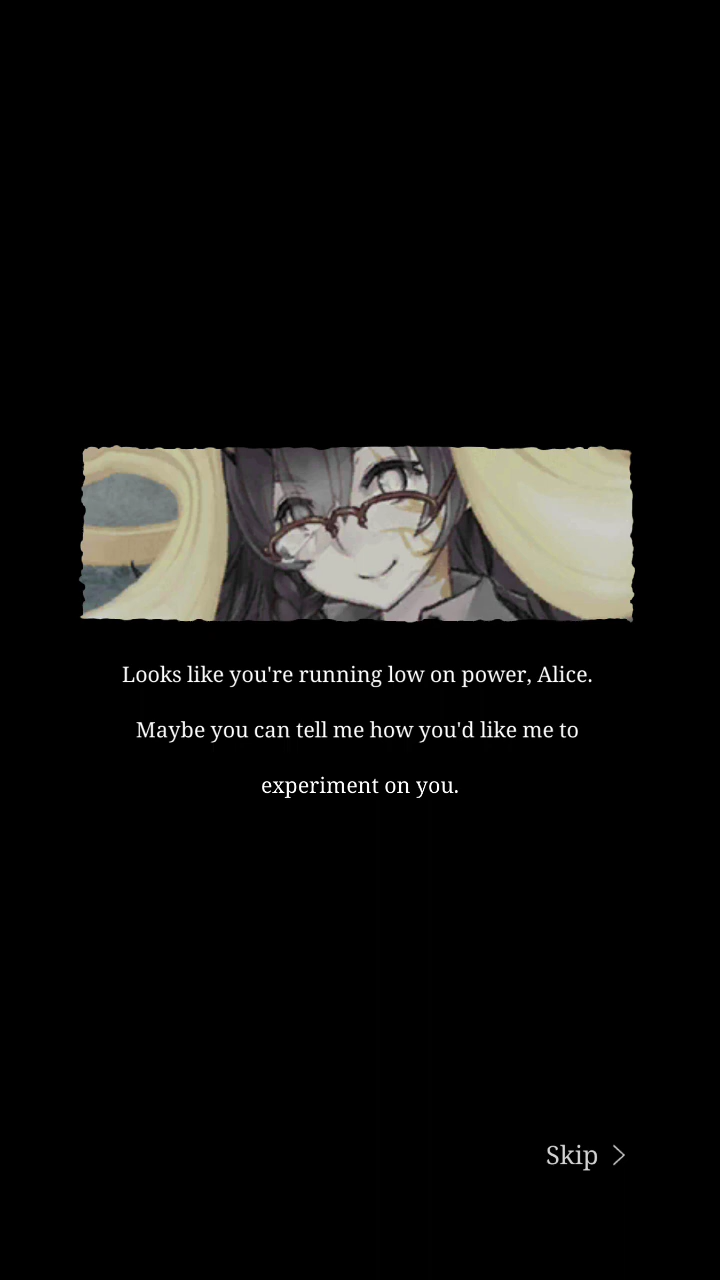 Looks like you're running low on power, Alice.
Maybe you can tell me how you'd like me to
experiment on you.
Skip